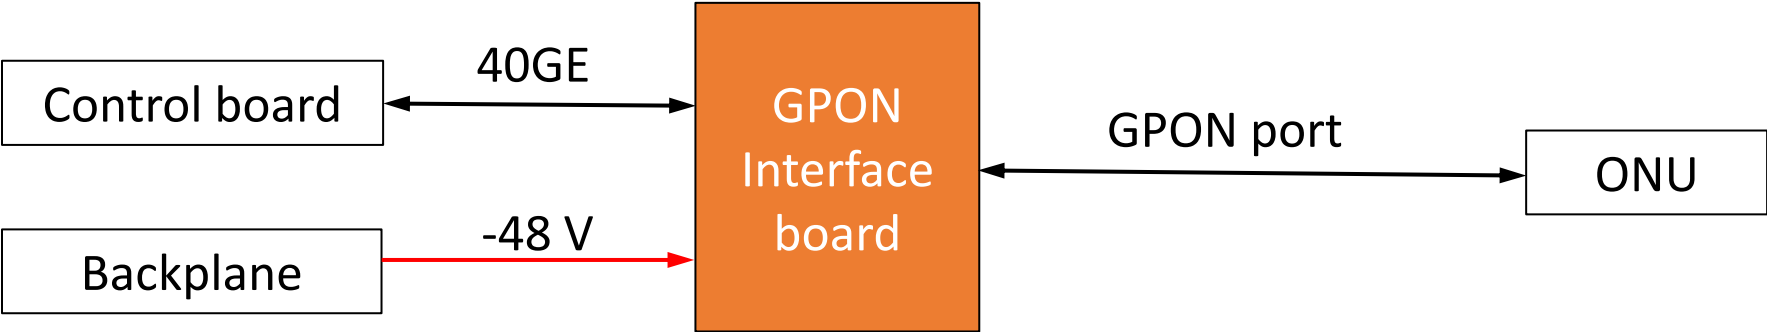 40GE
Control board
GPON
Interface
board
GPON port
ONU
-48 V
Backplane